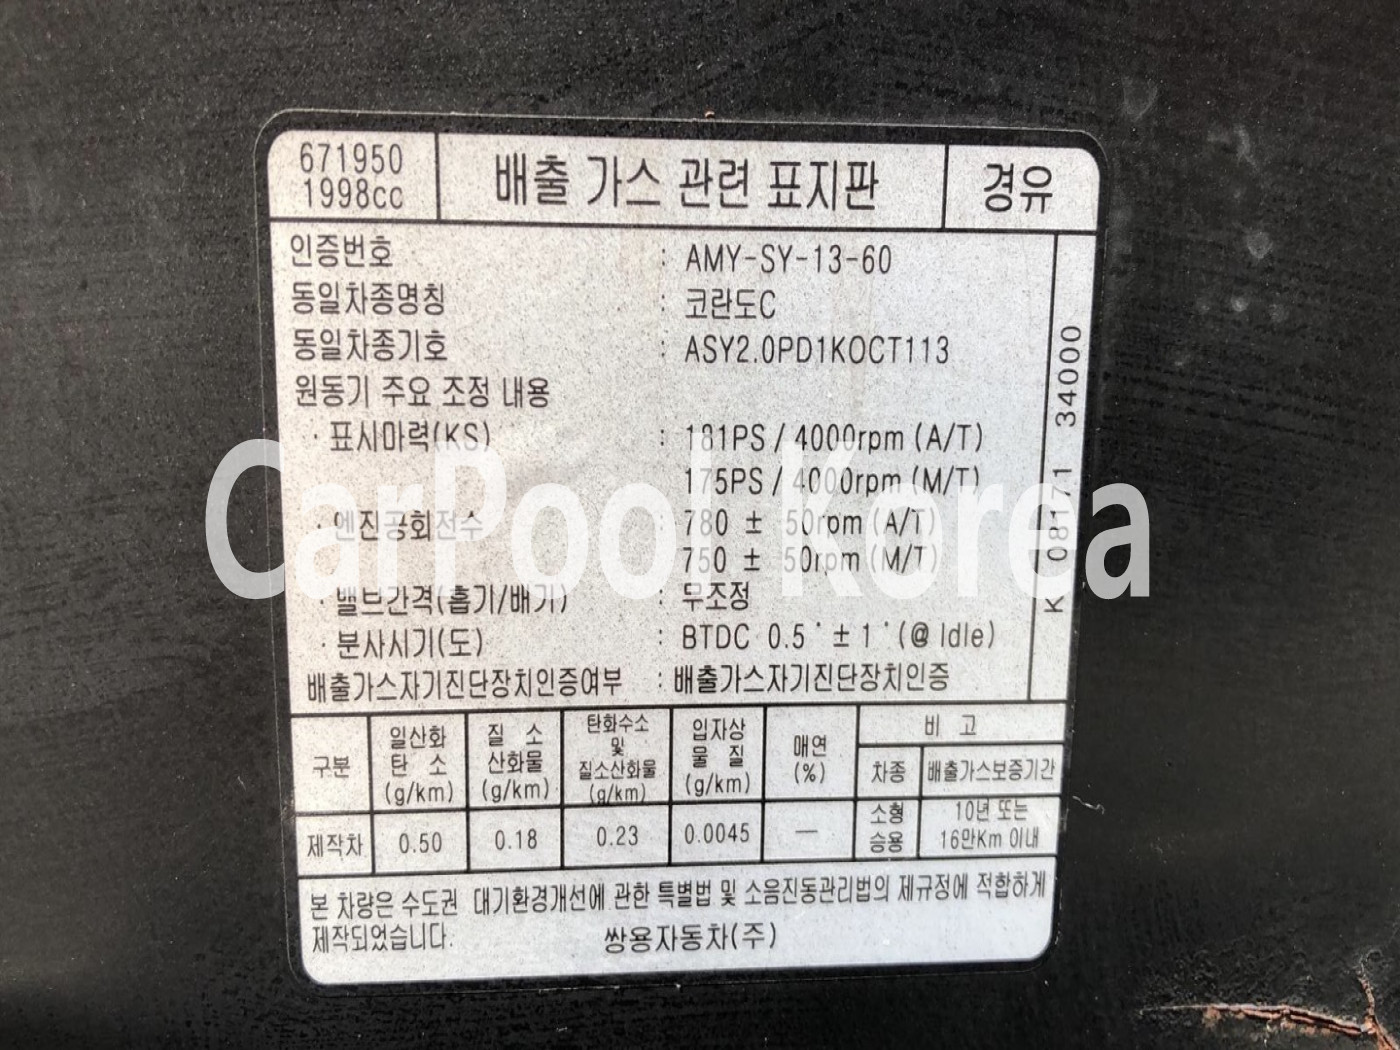 671950
1998cc
배출 가스 관련 표지판
경유
인증번호 : AMY-SY-13-60
동일차종명칭 : 코란도C
동일차종기호 : ASY2.0PD1KOCT113
원동기 주요 조정 내용
· 표시마력(KS) : 181PS / 4000rpm (A/T)
175PS / 4000rpm (M/T)
· 엔진공회전수 : 780 ± 50rpm (A/T)
750 ± 50rpm (M/T)
· 밸브간격(흡기/배기) : 무조정
· 분사시기(도) : BTDC 0.5˚ ± 1˚ (@ Idle)
배출가스자기진단장치인증여부 : 배출가스자기진단장치인증
34000
08171
CarPool Korea
구분
일산화
탄 소
(g/km)
질 소
산화물
(g/km)
탄화수소
및
질소산화물
(g/km)
입자상
물 질
(g/km)
매연
(%)
비 고
차종
배출가스보증기간
제작차 0.50 0.18 0.23 0.0045 —
소형
승용
10년 또는
16만Km 이내
본 차량은 수도권 대기환경개선에 관한 특별법 및 소음진동관리법의 제규정에 적합하게
제작되었습니다. 쌍용자동차(주)